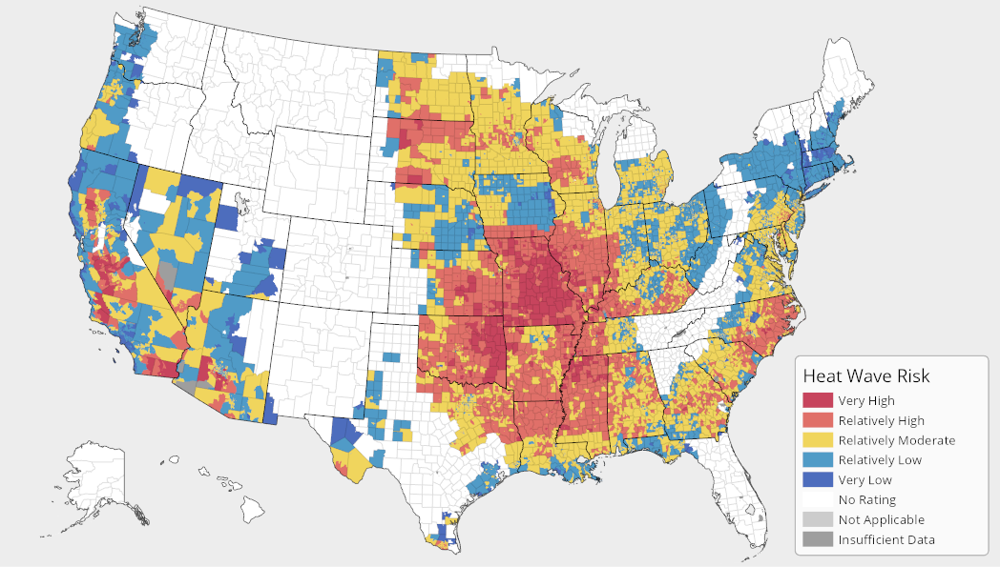 Heat Wave Risk
Very High
Relatively High
Relatively Moderate
Relatively Low
Very Low
No Rating
Not Applicable
Insufficient Data